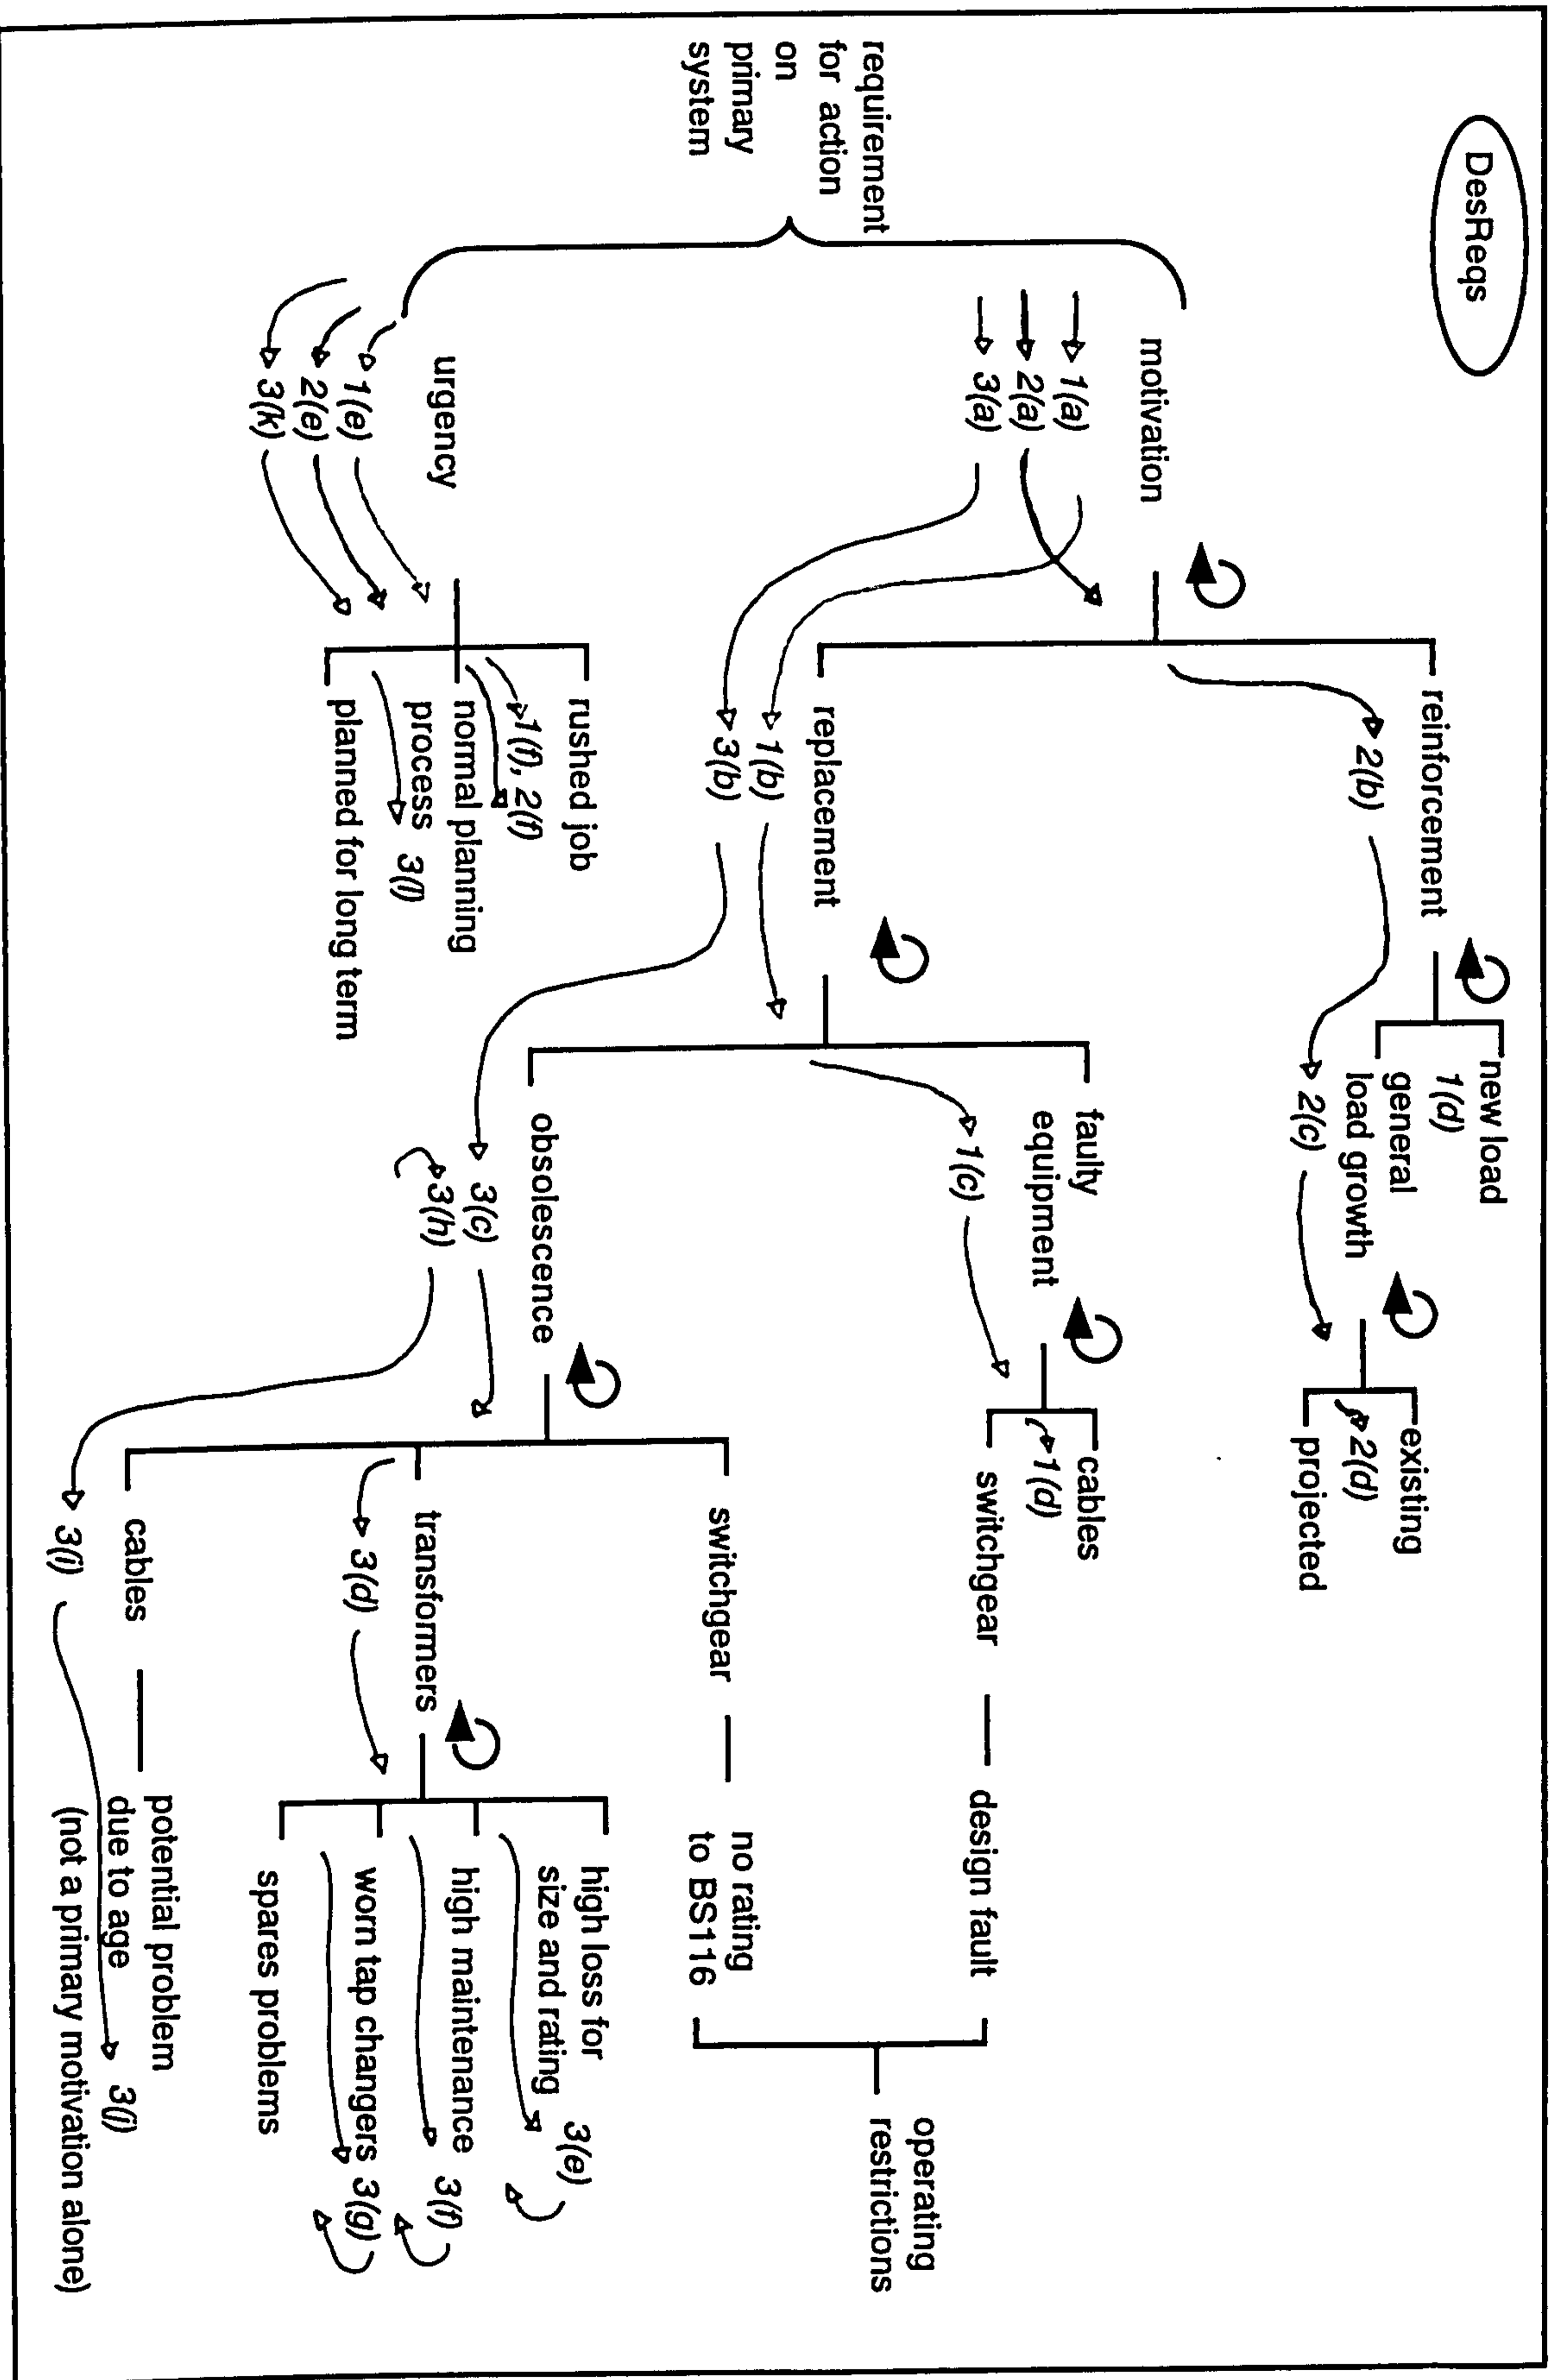 DesReqs
requirement
for action
on
primary
system
motivation
1(a)
2(a)
3(a)
urgency
1(e)
2(e)
3(k)
reinforcement
2(b)
replacement
1(b)
3(b)
rushed job
1(f), 2(f)
normal planning
process 3(l)
planned for long term
new load
1(d)
general
load growth
2(c)
existing
2(d)
projected
faulty
equipment
1(c)
cables
1(d)
switchgear
design fault
obsolescence
3(c)
3(h)
switchgear
no rating
to BS116
operating
restrictions
transformers
3(d)
high loss for
size and rating 3(e)
high maintenance 3(f)
worn tap changers 3(g)
spares problems
cables
3(i)
potential problem
due to age 3(j)
(not a primary motivation alone)